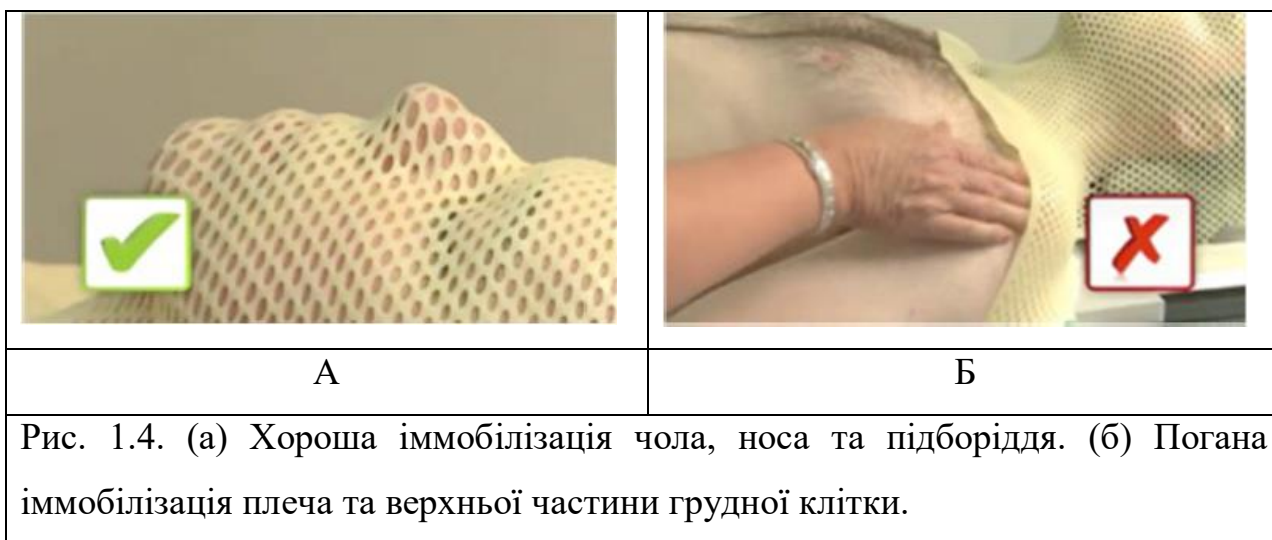 А
Б
Рис. 1.4. (а) Хороша іммобілізація чола, носа та підборіддя. (б) Погана
іммобілізація плеча та верхньої частини грудної клітки.